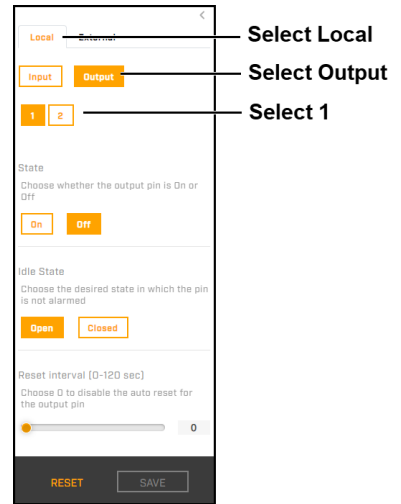 <
Local External Select Local
Input Output Select Output
1 2 Select 1
State
Choose whether the output pin is On or
Off
On Off
Idle State
Choose the desired state in which the pin
is not alarmed
Open Closed
Reset interval (0-120 sec)
Choose 0 to disable the auto reset for
the output pin
0
RESET SAVE